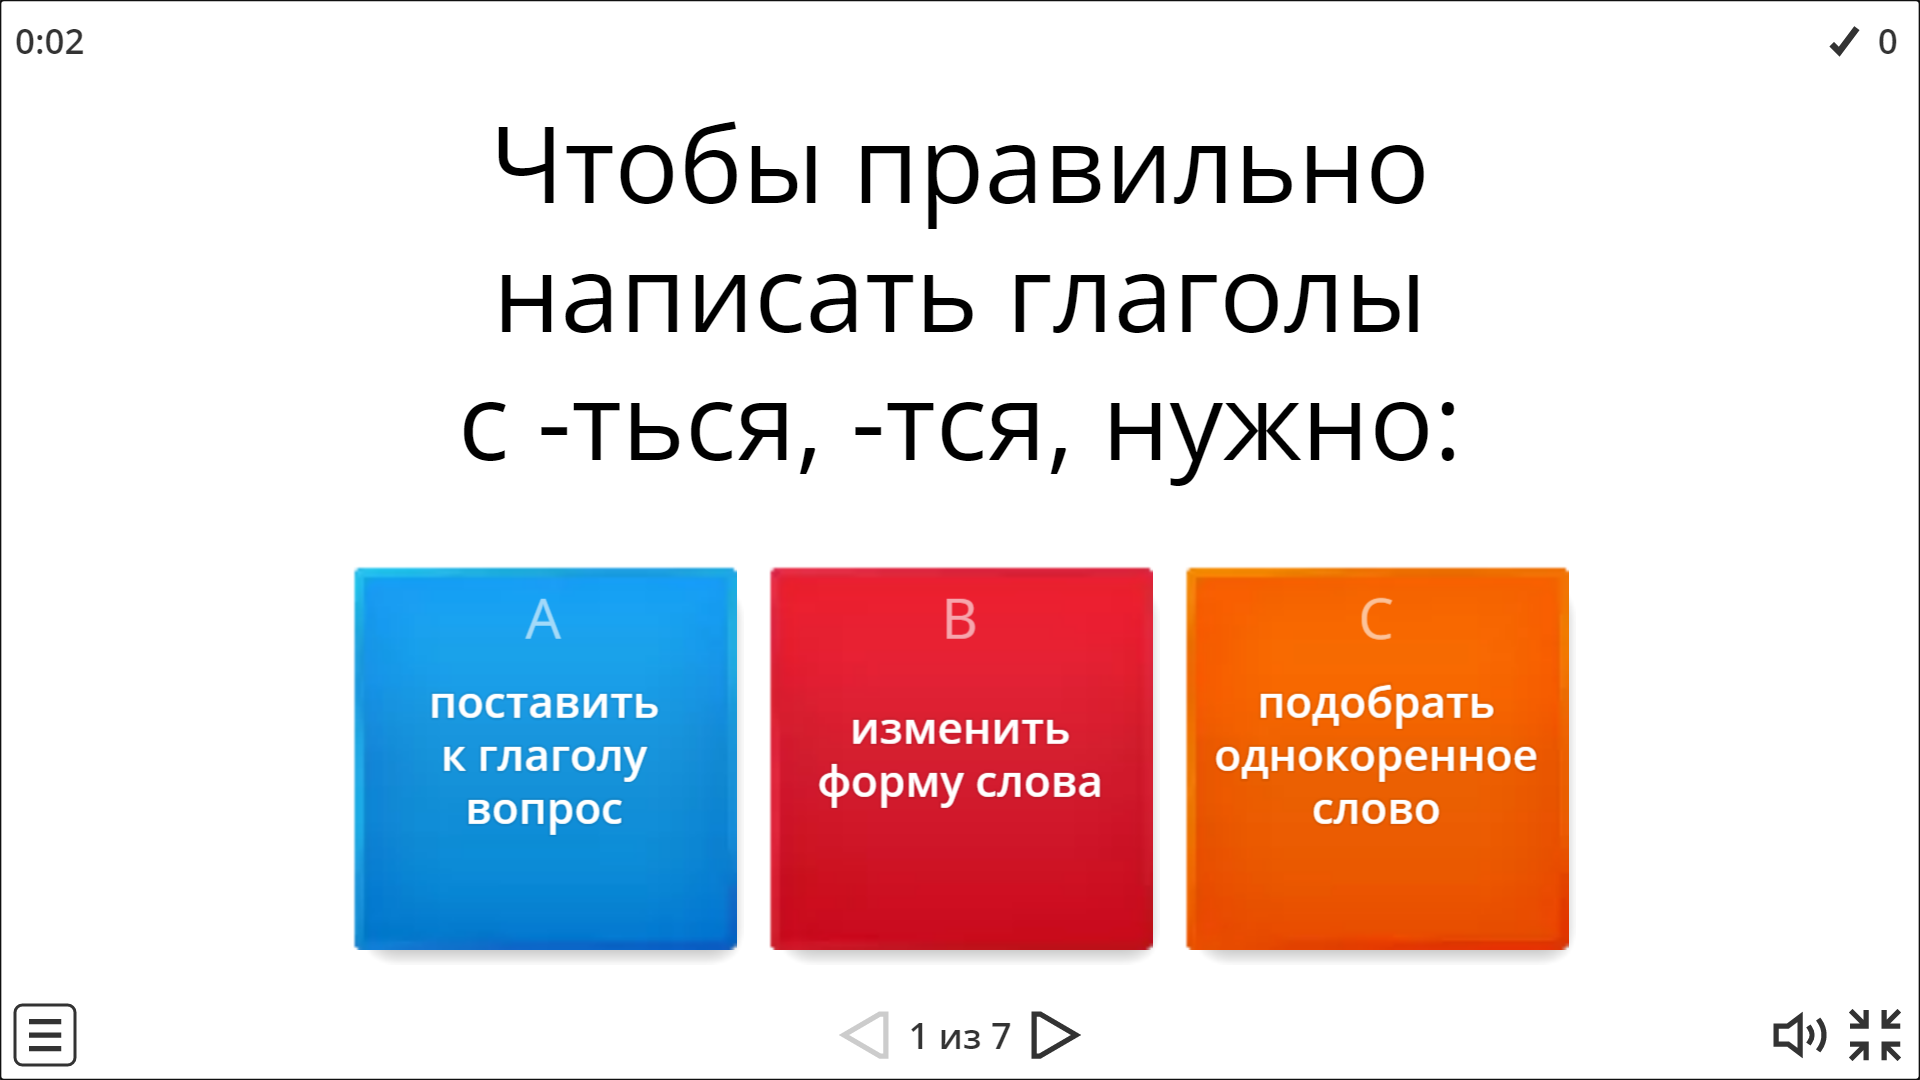 0:02
0
Чтобы правильно
написать глаголы
с -ться, -тся, нужно:
A
поставить
к глаголу
вопрос
B
изменить
форму слова
C
подобрать
однокоренное
слово
1 из 7